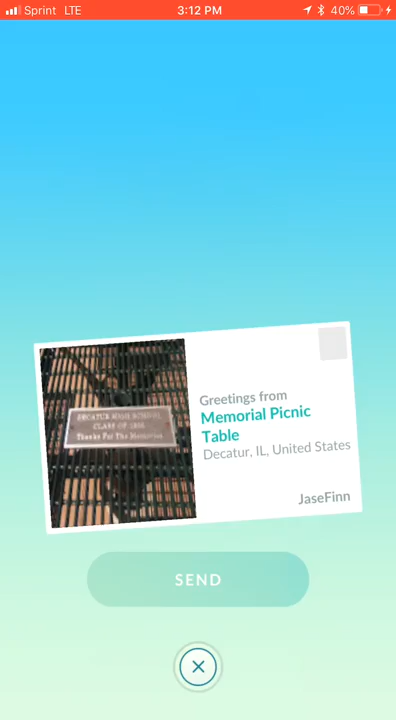 Sprint LTE 3:12 PM 40%
Greetings from
Memorial Picnic
Table
Decatur, IL, United States
DECATUR HIGH SCHOOL
CLASS OF
Thanks For The Memories
JaseFinn
SEND